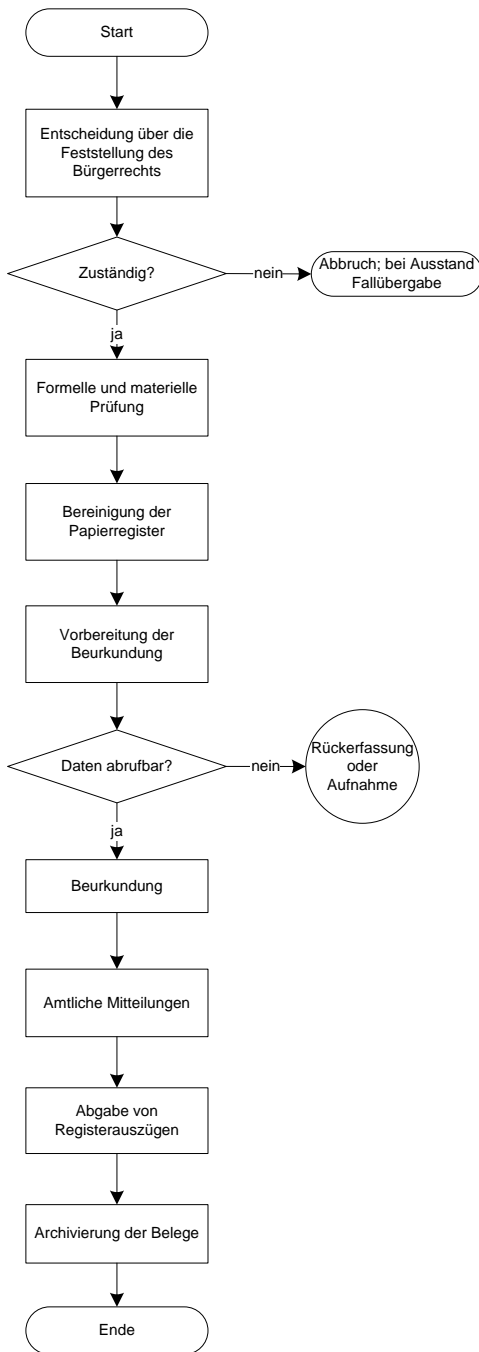 Start
Entscheidung über die
Feststellung des
Bürgerrechts
Zuständig?
nein
Abbruch; bei Ausstand
Fallübergabe
ja
Formelle und materielle
Prüfung
Bereinigung der
Papierregister
Vorbereitung der
Beurkundung
Daten abrufbar?
nein
Rückerfassung
oder
Aufnahme
ja
Beurkundung
Amtliche Mitteilungen
Abgabe von
Registerauszügen
Archivierung der Belege
Ende